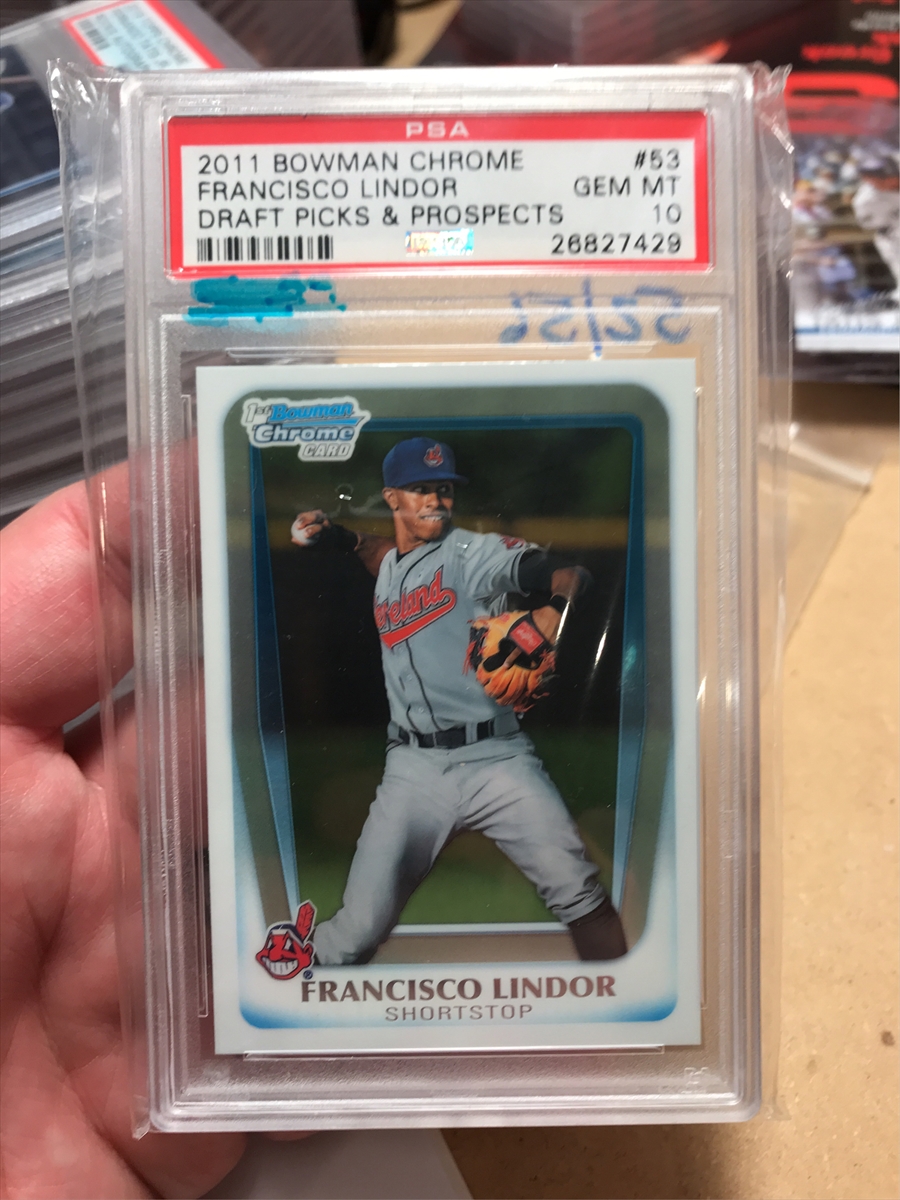 PSA
2011 BOWMAN CHROME #53
FRANCISCO LINDOR GEM MT
DRAFT PICKS & PROSPECTS 10
26827429
1st Bowman
Chrome
CARD
Cleveland
FRANCISCO LINDOR
SHORTSTOP